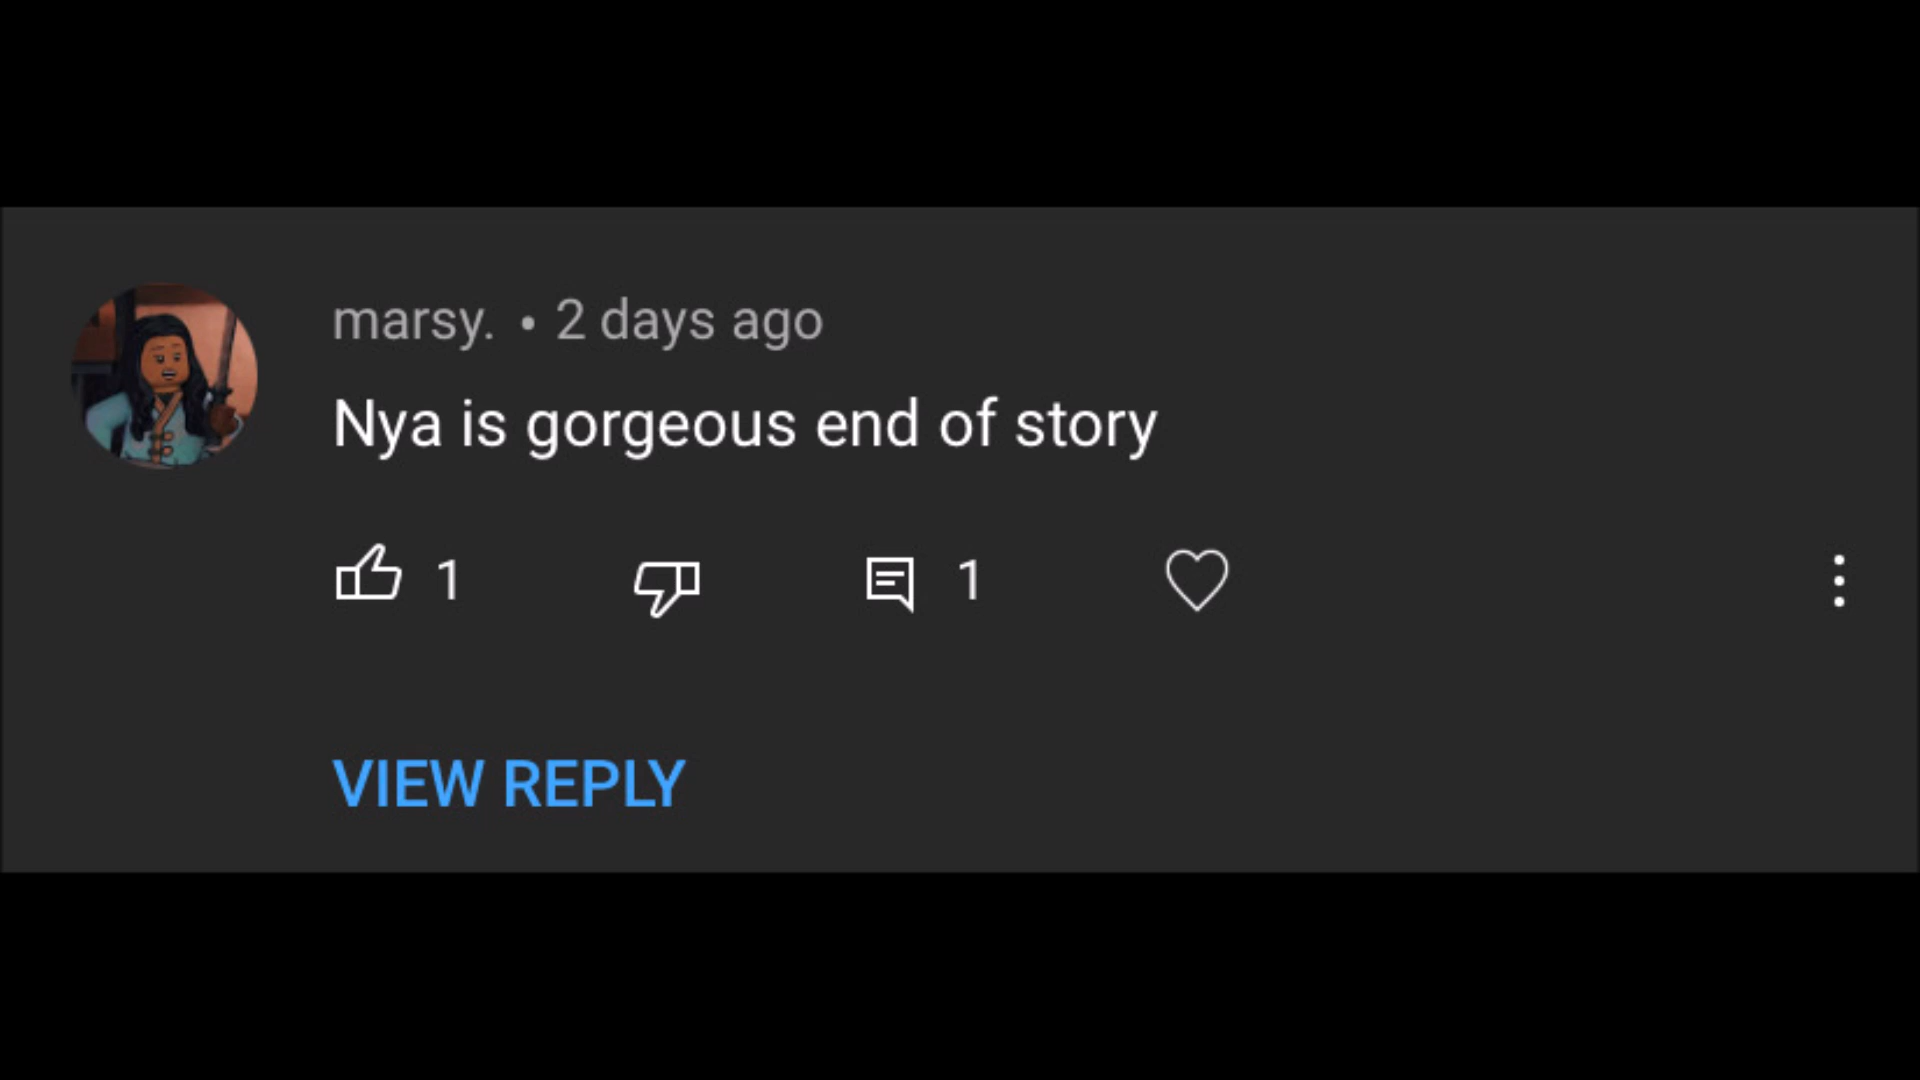 marsy. • 2 days ago
Nya is gorgeous end of story
1 1
VIEW REPLY